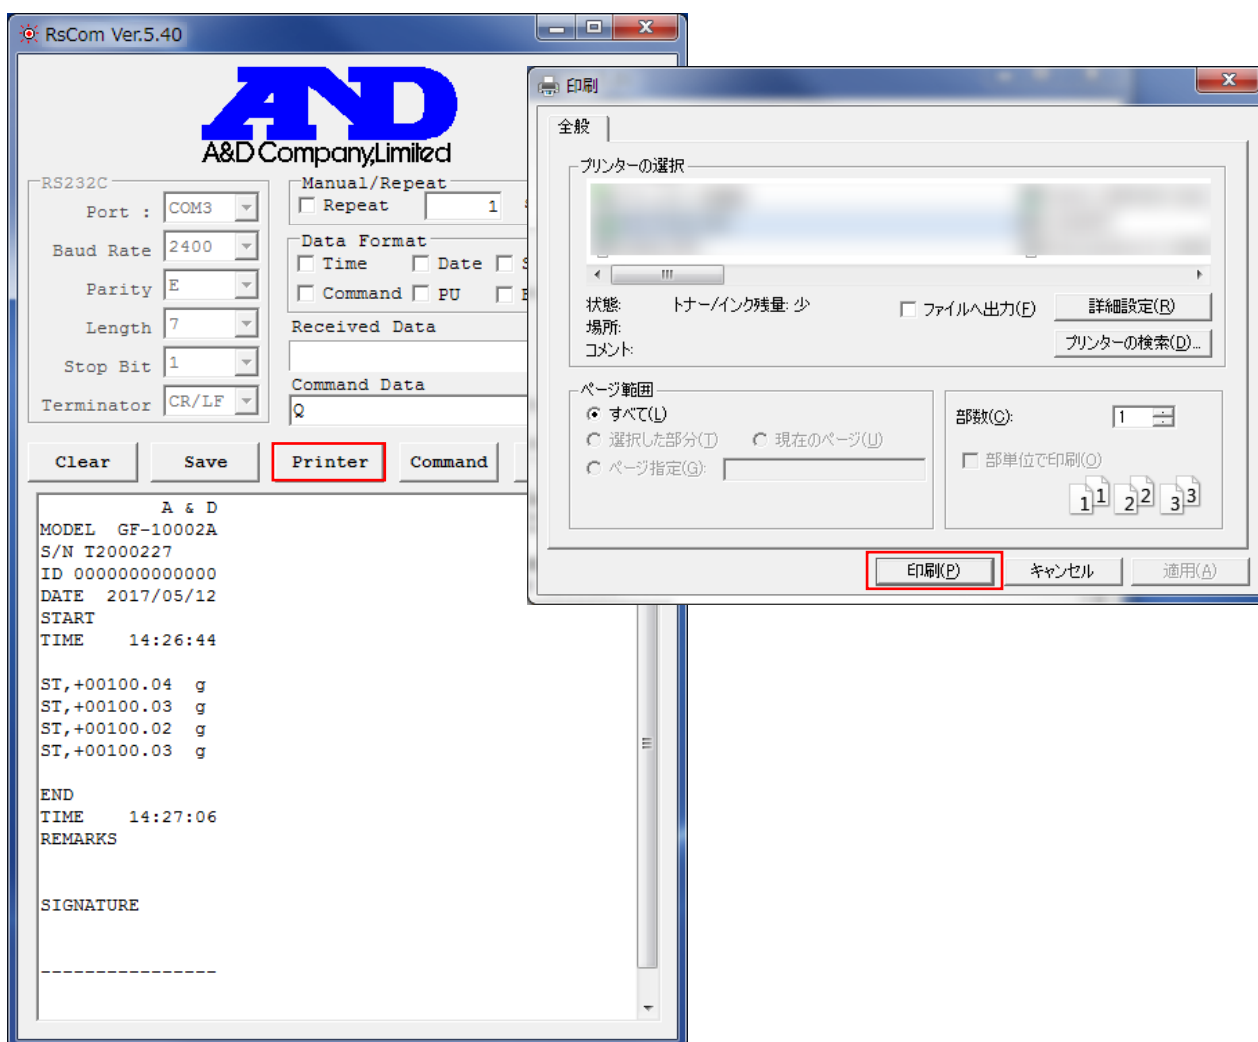 RsCom Ver.5.40
AND
A&D Company,Limited
RS232C
Port :
COM3
Baud Rate
2400
Parity
E
Length
7
Stop Bit
1
Terminator
CR/LF
Manual/Repeat
Repeat
1
Data Format
Time
Date
Command
PU
Received Data
Command Data
Q
Clear
Save
Printer
Command
A & D
MODEL GF-10002A
S/N T2000227
ID 0000000000000
DATE 2017/05/12
START
TIME 14:26:44
ST,+00100.04 g
ST,+00100.03 g
ST,+00100.02 g
ST,+00100.03 g
END
TIME 14:27:06
REMARKS
SIGNATURE
----------------
印刷
全般
プリンターの選択
状態: トナー/インク残量: 少
場所:
コメント:
ファイルへ出力(F)
詳細設定(R)
プリンターの検索(D)...
ページ範囲
すべて(L)
選択した部分(T)
現在のページ(U)
ページ指定(G):
部数(C):
1
部単位で印刷(O)
1 1 2 2 3 3
印刷(P)
キャンセル
適用(A)